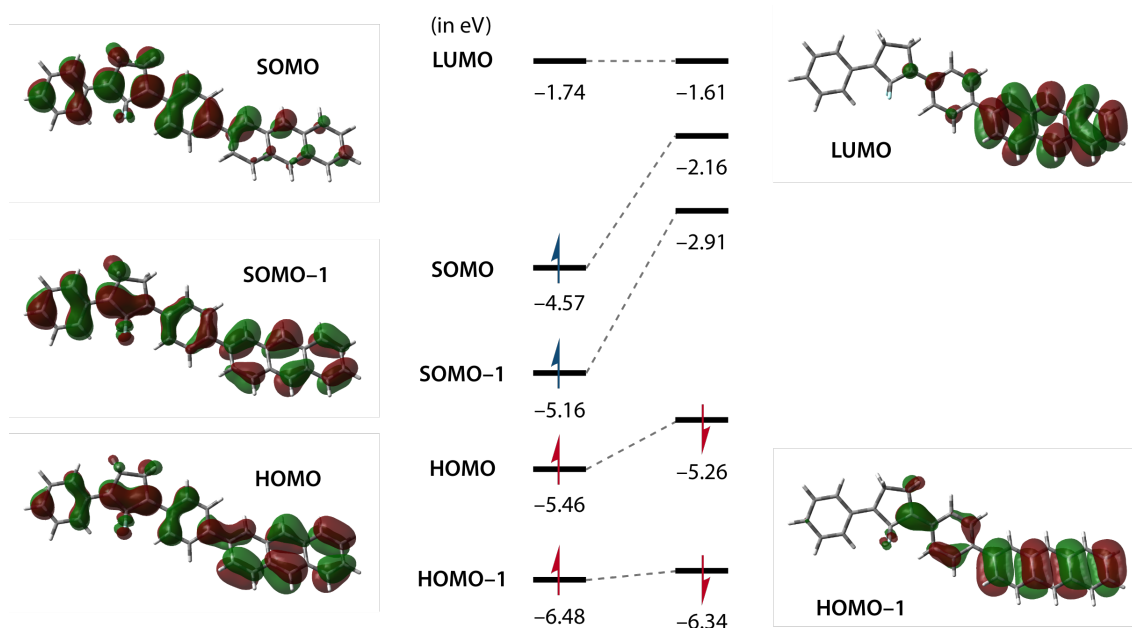 (in eV)
SOMO
LUMO
−1.74
−1.61
LUMO
−2.16
−2.91
SOMO−1
SOMO
−4.57
SOMO−1
−5.16
HOMO
HOMO
−5.46
−5.26
HOMO−1
−6.48
−6.34
HOMO−1